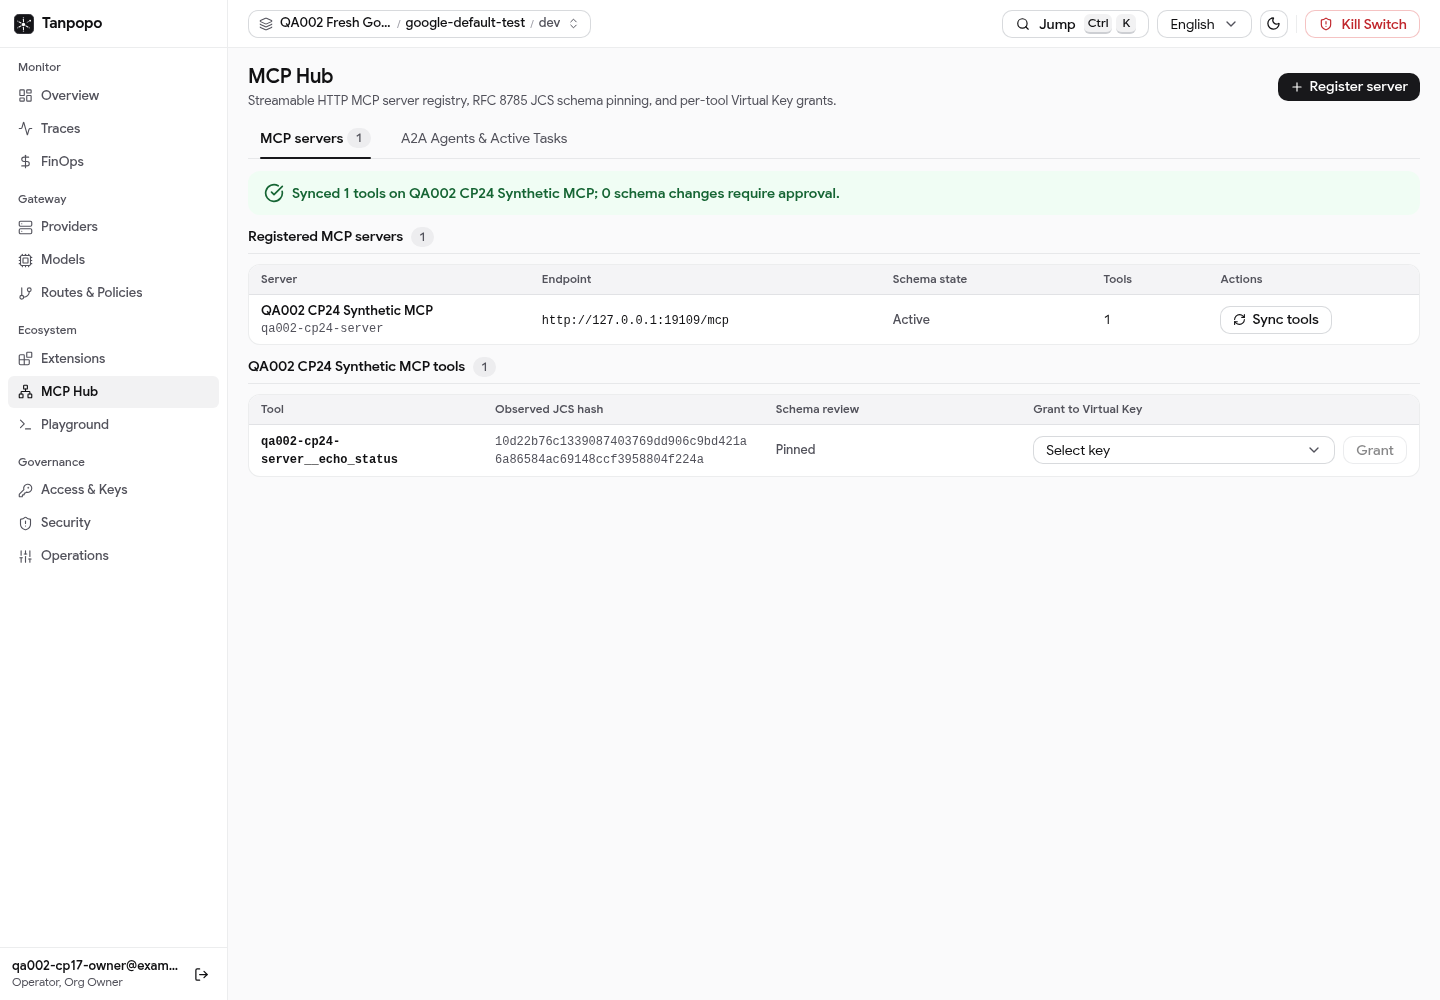 Tanpopo
QA002 Fresh Go... / google-default-test / dev
Jump Ctrl K
English
Kill Switch
Monitor
Overview
Traces
FinOps
Gateway
Providers
Models
Routes & Policies
Ecosystem
Extensions
MCP Hub
Playground
Governance
Access & Keys
Security
Operations
qa002-cp17-owner@exam...
Operator, Org Owner
MCP Hub
Streamable HTTP MCP server registry, RFC 8785 JCS schema pinning, and per-tool Virtual Key grants.
+ Register server
MCP servers 1
A2A Agents & Active Tasks
Synced 1 tools on QA002 CP24 Synthetic MCP; 0 schema changes require approval.
Registered MCP servers 1
Server Endpoint Schema state Tools Actions
QA002 CP24 Synthetic MCP
qa002-cp24-server
http://127.0.0.1:19109/mcp
Active
1
Sync tools
QA002 CP24 Synthetic MCP tools 1
Tool Observed JCS hash Schema review Grant to Virtual Key
qa002-cp24-
server__echo_status
10d22b76c1339087403769dd906c9bd421a
6a86584ac69148ccf3958804f224a
Pinned
Select key
Grant